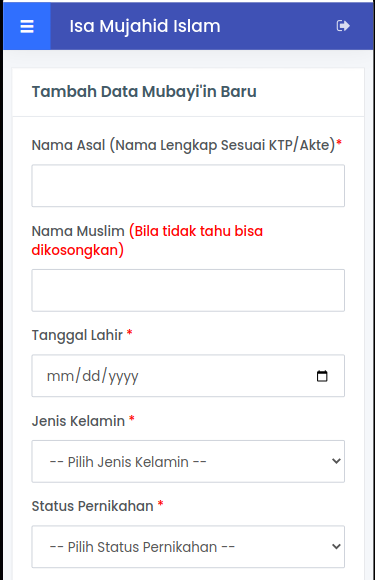 Isa Mujahid Islam
Tambah Data Mubayi'in Baru
Nama Asal (Nama Lengkap Sesuai KTP/Akte)*
Nama Muslim (Bila tidak tahu bisa
dikosongkan)
Tanggal Lahir *
mm/dd/yyyy
Jenis Kelamin *
-- Pilih Jenis Kelamin --
Status Pernikahan *
-- Pilih Status Pernikahan --